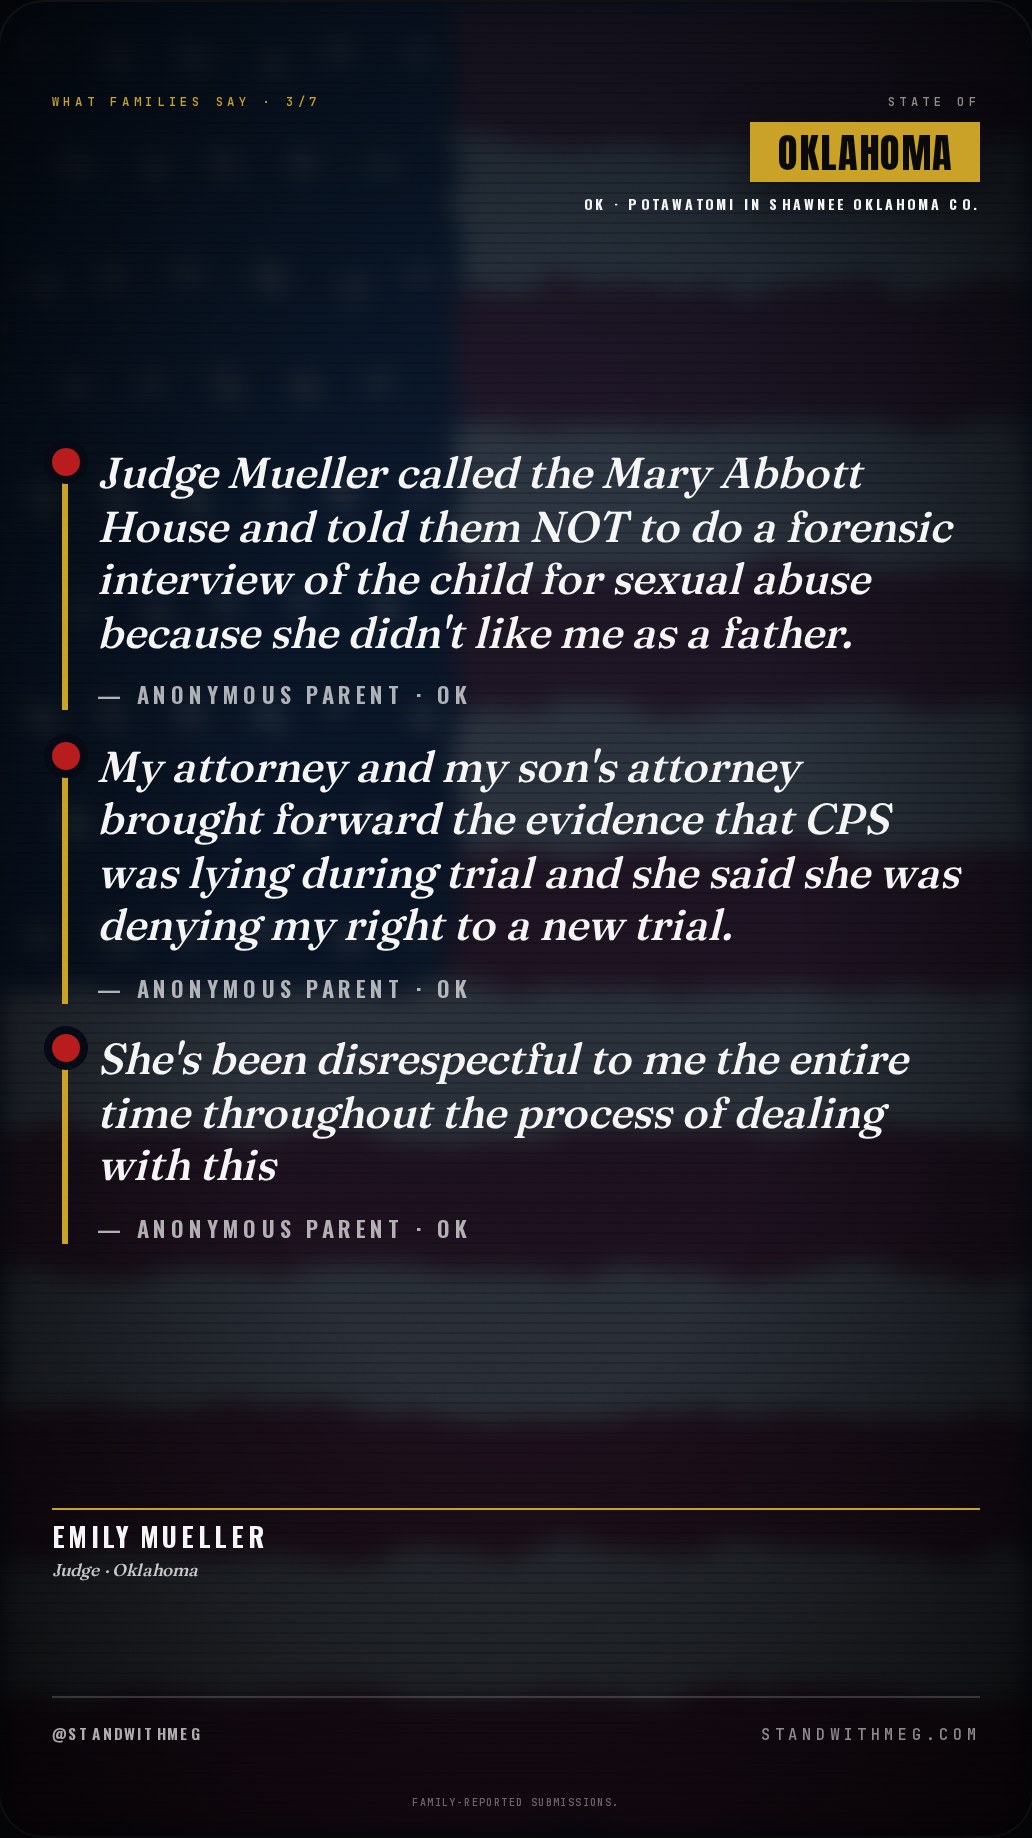 WHAT FAMILIES SAY · 3/7
STATE OF
OKLAHOMA
OK · POTAWATOMI IN SHAWNEE OKLAHOMA CO.
Judge Mueller called the Mary Abbott
House and told them NOT to do a forensic
interview of the child for sexual abuse
because she didn't like me as a father.
— ANONYMOUS PARENT · OK
My attorney and my son's attorney
brought forward the evidence that CPS
was lying during trial and she said she was
denying my right to a new trial.
— ANONYMOUS PARENT · OK
She's been disrespectful to me the entire
time throughout the process of dealing
with this
— ANONYMOUS PARENT · OK
EMILY MUELLER
Judge · Oklahoma
@STANDWITHMEG
STANDWITHMEG.COM
FAMILY-REPORTED SUBMISSIONS.